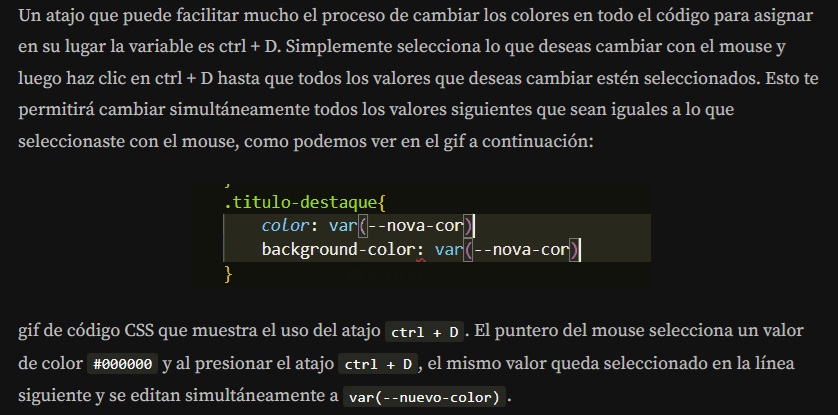 Un atajo que puede facilitar mucho el proceso de cambiar los colores en todo el código para asignar
en su lugar la variable es ctrl + D. Simplemente selecciona lo que deseas cambiar con el mouse y
luego haz clic en ctrl + D hasta que todos los valores que deseas cambiar estén seleccionados. Esto te
permitirá cambiar simultáneamente todos los valores siguientes que sean iguales a lo que
seleccionaste con el mouse, como podemos ver en el gif a continuación:
}
.titulo-destaque{
color: var(--nova-cor)
background-color: var(--nova-cor)
}
gif de código CSS que muestra el uso del atajo ctrl + D. El puntero del mouse selecciona un valor
de color #000000 y al presionar el atajo ctrl + D, el mismo valor queda seleccionado en la línea
siguiente y se editan simultáneamente a var(--nuevo-color).